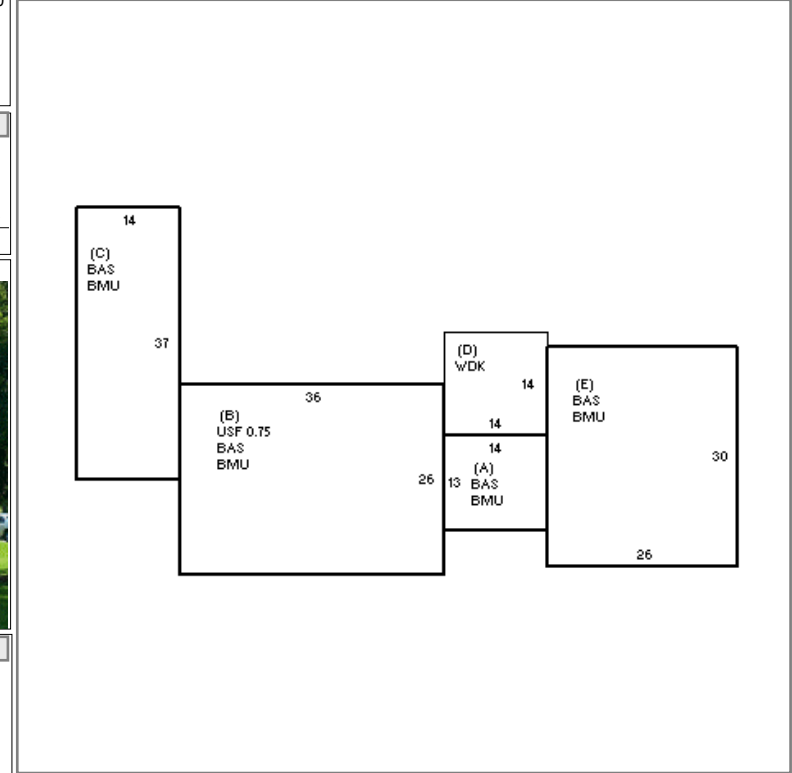 14
(C)
BAS
BMU
37
36
(B)
USF 0.75
BAS
BMU
26
(D)
WDK
14
14
14
13
(A)
BAS
BMU
(E)
BAS
BMU
30
26